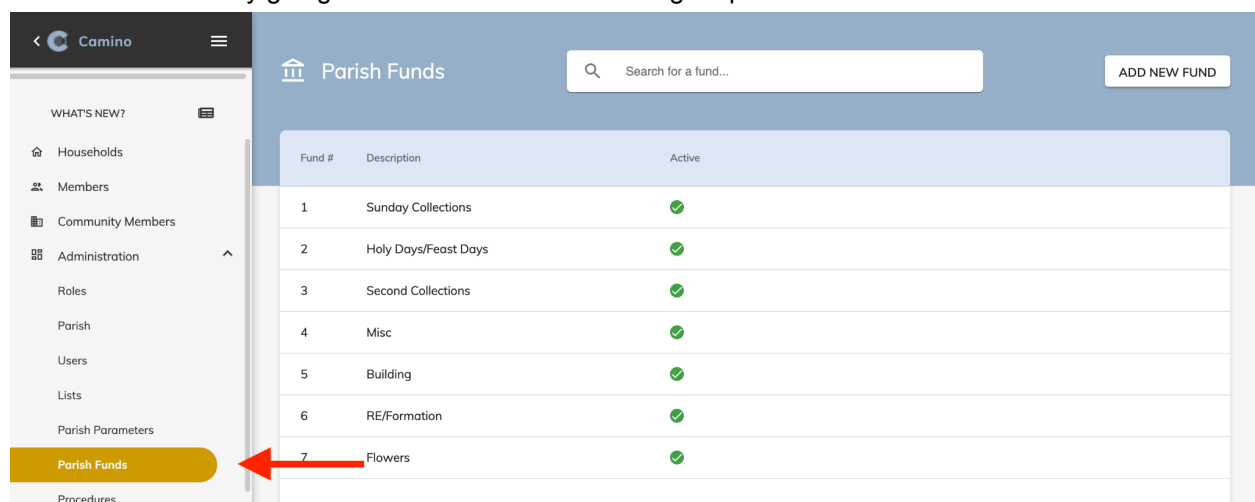 Camino
WHAT'S NEW?
Households
Members
Community Members
Administration
Roles
Parish
Users
Lists
Parish Parameters
Parish Funds
Procedures
Parish Funds
Search for a fund...
ADD NEW FUND
Fund # Description Active
1 Sunday Collections
2 Holy Days/Feast Days
3 Second Collections
4 Misc
5 Building
6 RE/Formation
7 Flowers